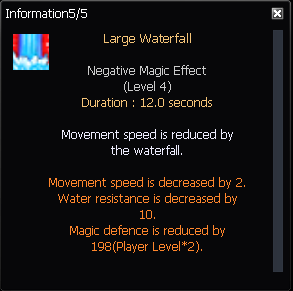 Information5/5
Large Waterfall
Negative Magic Effect
(Level 4)
Duration : 12.0 seconds
Movement speed is reduced by
the waterfall.
Movement speed is decreased by 2.
Water resistance is decreased by
10.
Magic defence is reduced by
198(Player Level*2).